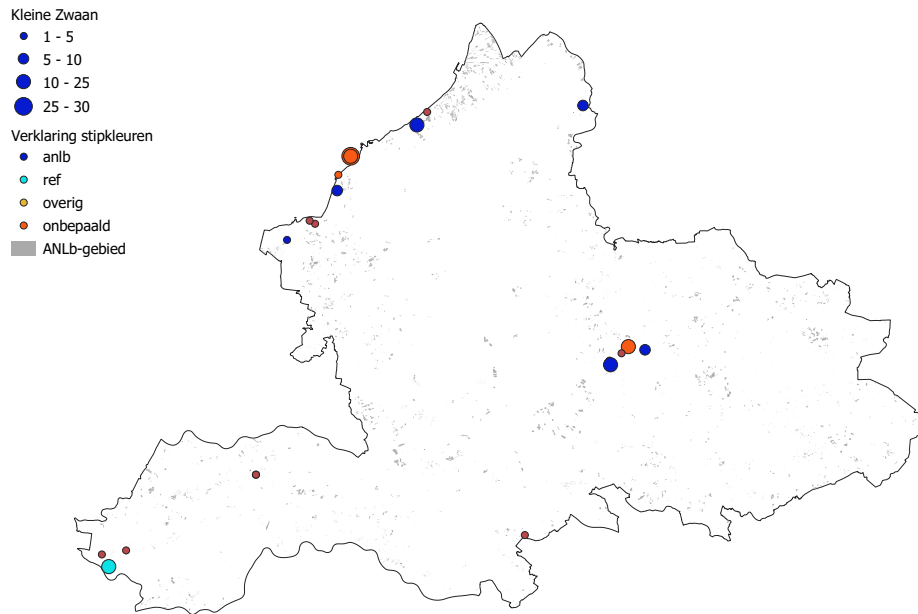 Kleine Zwaan
1 - 5
5 - 10
10 - 25
25 - 30
Verklaring stipkleuren
anlb
ref
overig
onbepaald
ANLb-gebied